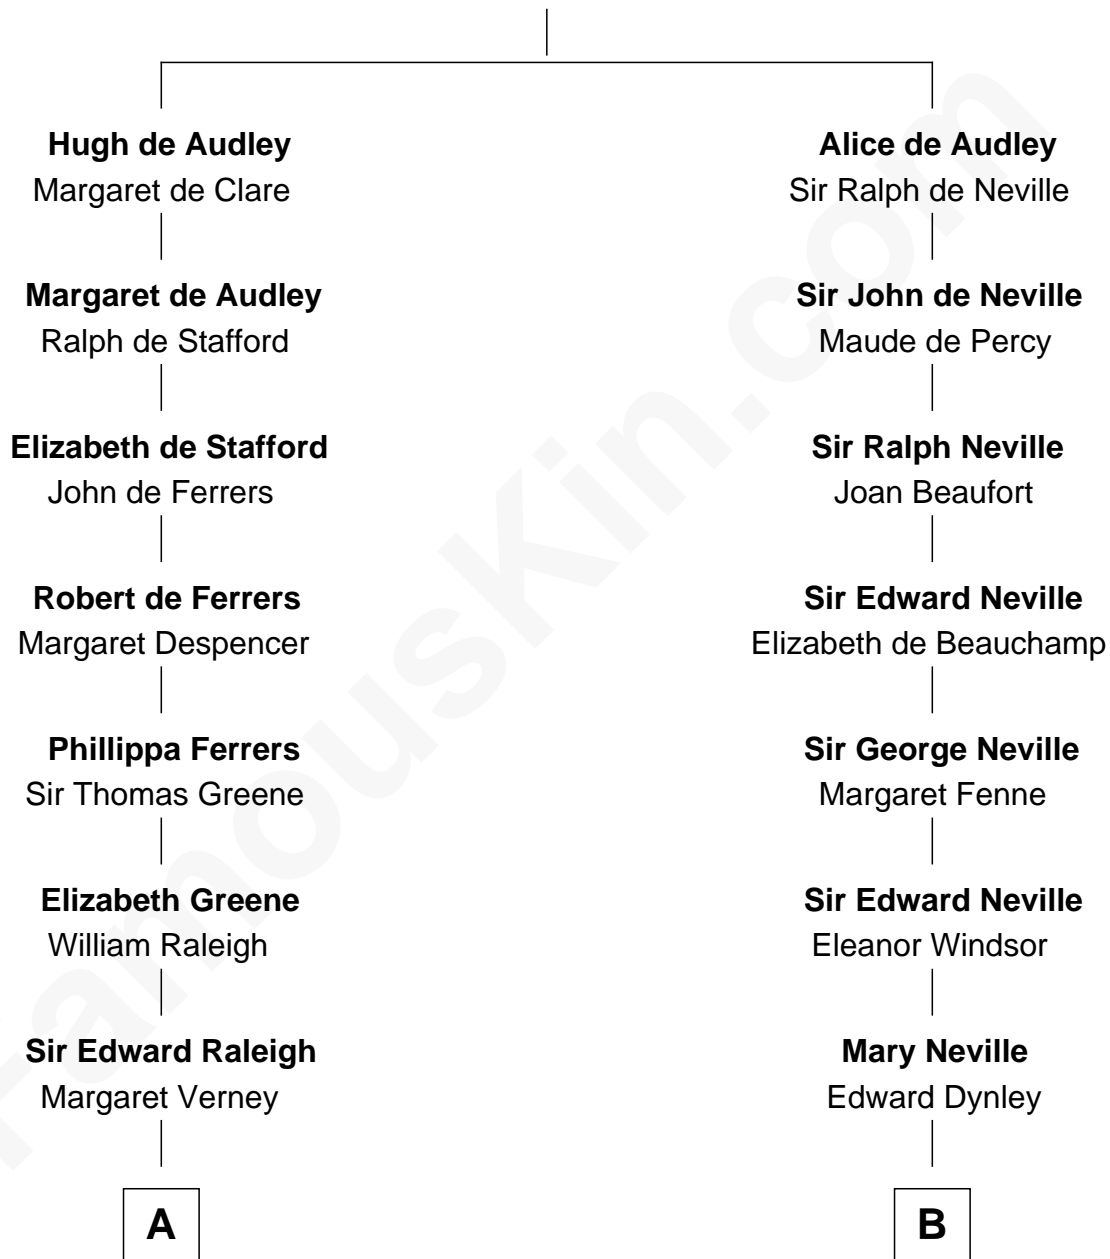 Hugh de Audley
Margaret de Clare
Margaret de Audley
Ralph de Stafford
Elizabeth de Stafford
John de Ferrers
Robert de Ferrers
Margaret Despencer
Phillippa Ferrers
Sir Thomas Greene
Elizabeth Greene
William Raleigh
Sir Edward Raleigh
Margaret Verney
A
Alice de Audley
Sir Ralph de Neville
Sir John de Neville
Maude de Percy
Sir Ralph Neville
Joan Beaufort
Sir Edward Neville
Elizabeth de Beauchamp
Sir George Neville
Margaret Fenne
Sir Edward Neville
Eleanor Windsor
Mary Neville
Edward Dynley
B
FamousKin.com